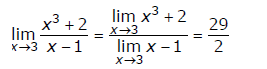 lim x→3 (x³ + 2)/(x − 1) = (lim x→3 x³ + 2)/(lim x→3 x − 1) = 29/2